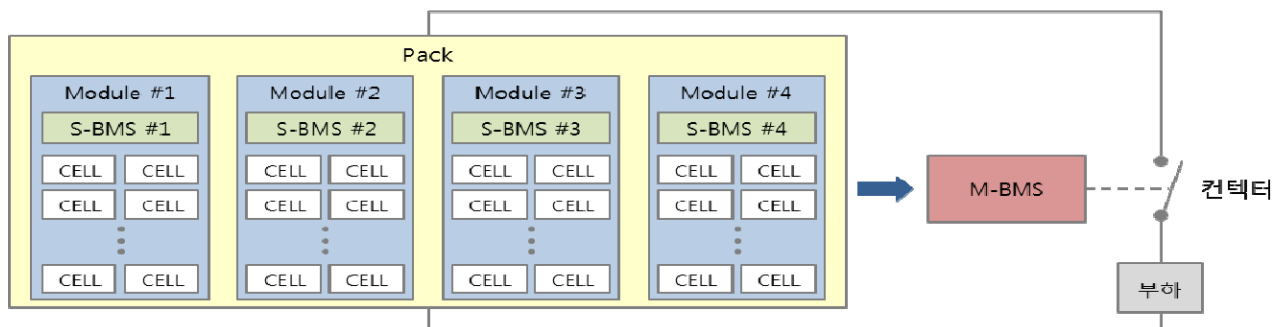 Pack
Module #1 Module #2 Module #3 Module #4
S-BMS #1 S-BMS #2 S-BMS #3 S-BMS #4
CELL CELL CELL CELL CELL CELL CELL CELL
M-BMS
컨텍터
CELL CELL CELL CELL CELL CELL CELL CELL
CELL CELL CELL CELL CELL CELL CELL CELL
부하